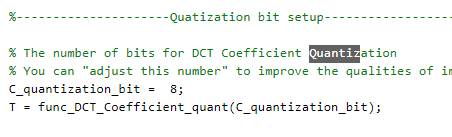 %--------------------Quatization bit setup-----------------
% The number of bits for DCT Coefficient Quantization
% You can "adjust this number" to improve the qualities of
C_quantization_bit =  8;
T = func_DCT_Coefficient_quant(C_quantization_bit);